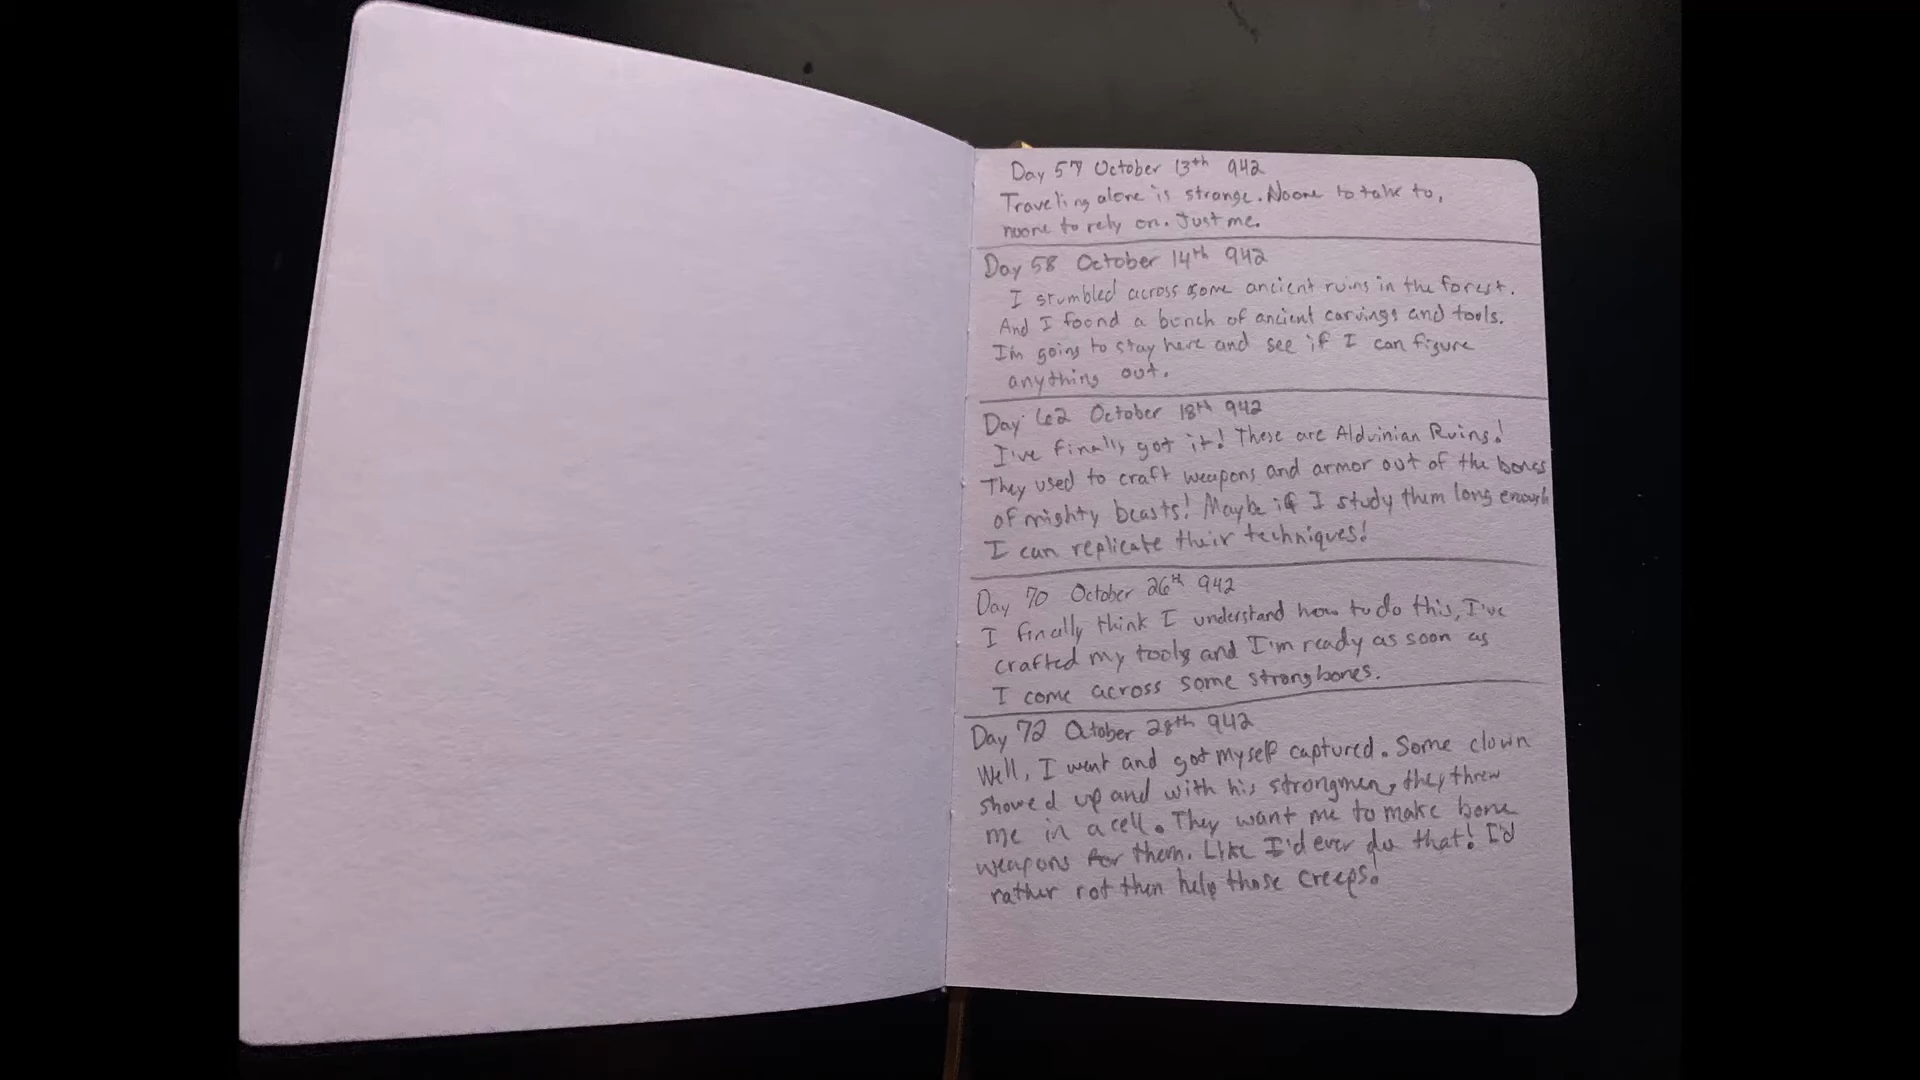 Day 57 October 13th 942
Traveling alone is strange. Noone to talk to,
noone to rely on. Just me.
Day 58 October 14th 942
I stumbled across some ancient ruins in the forest.
And I found a bunch of ancient carvings and tools.
I'm going to stay here and see if I can figure
anything out.
Day 62 October 18th 942
I've finally got it! These are Alduinian Ruins!
They used to craft weapons and armor out of the bones
of mighty beasts! Maybe if I study them long enough
I can replicate their techniques!
Day 70 October 26th 942
I finally think I understand how to do this, I've
crafted my tools and I'm ready as soon as
I come across some strong bones.
Day 72 October 28th 942
Well, I went and got myself captured. Some clown
showed up and with his strongmen, they threw
me in a cell. They want me to make bone
weapons for them. Like I'd ever do that! I'd
rather rot then help those creeps!